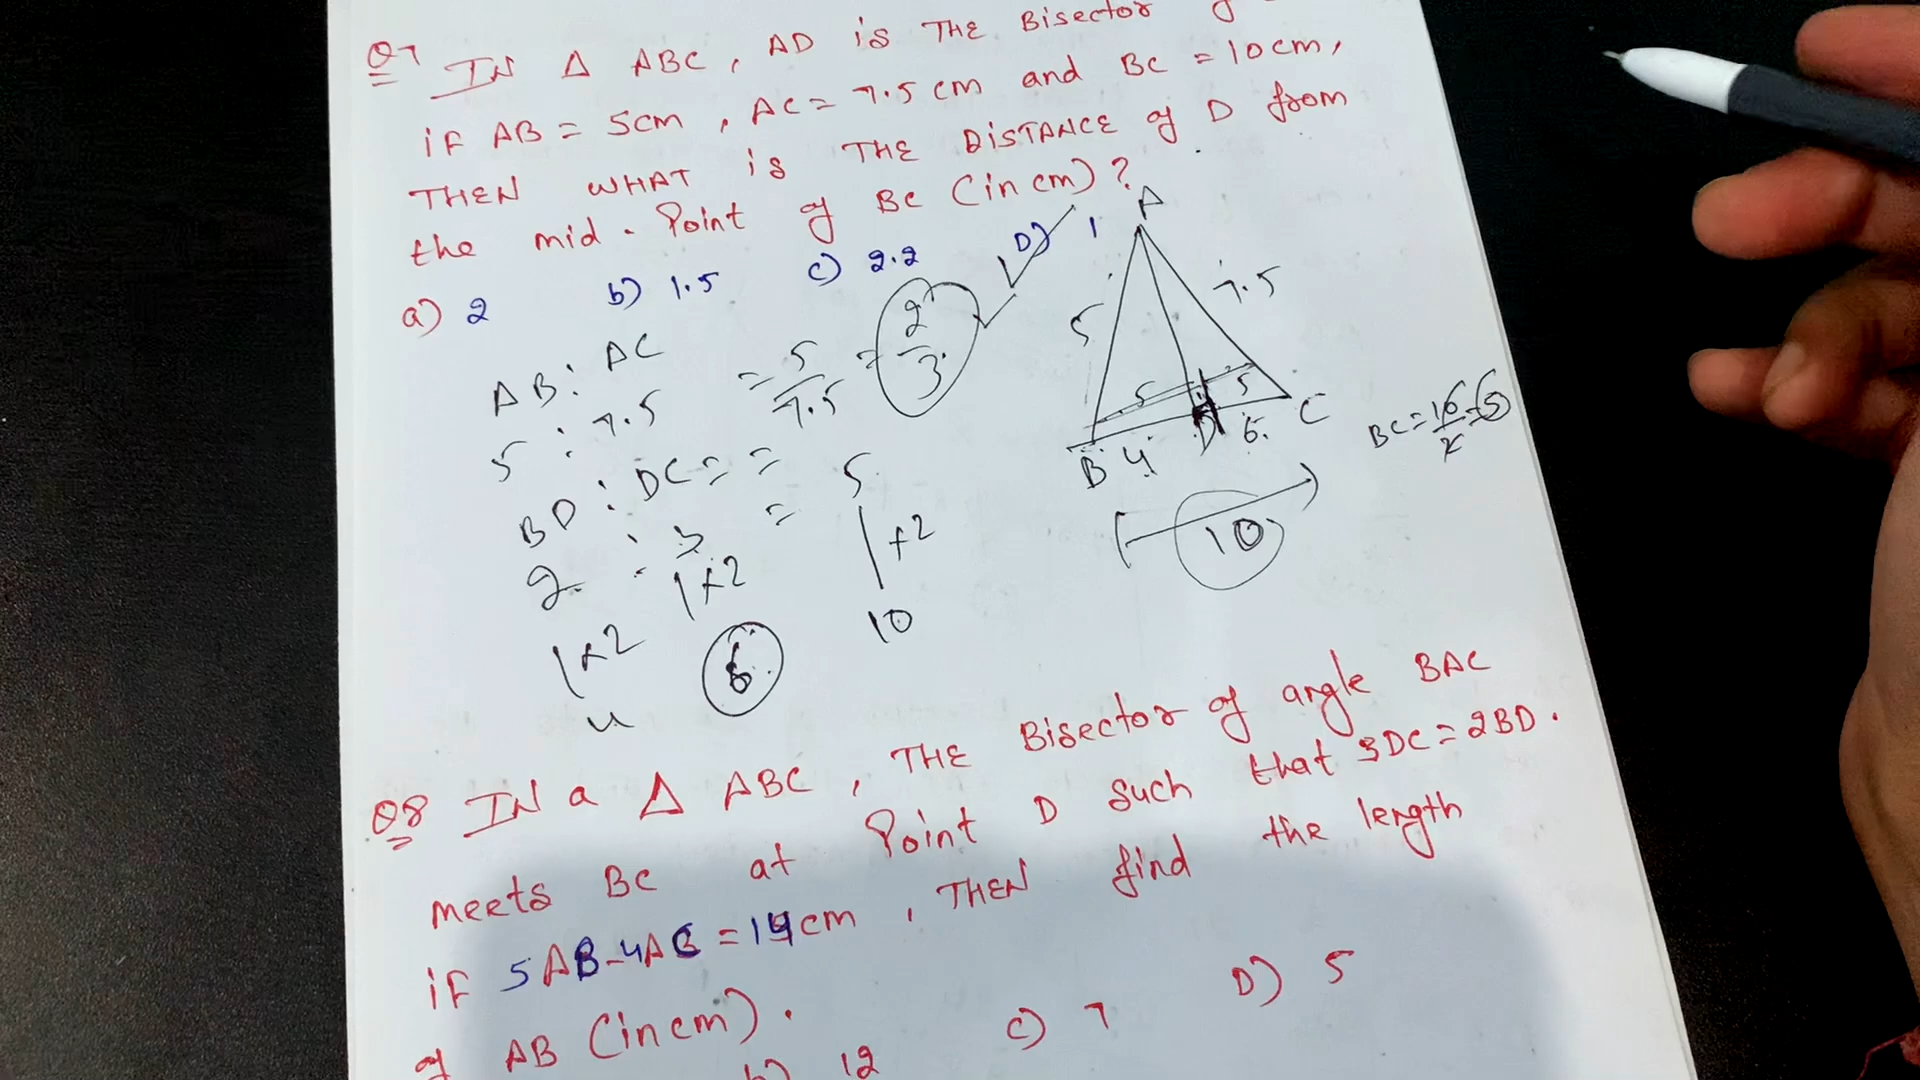 Q7 IN Δ ABC, AD is THE Bisector
if AB = 5cm, AC = 7.5cm and BC = 10cm,
THEN WHAT is THE DiSTANCE of D from
the mid-Point of BC (in cm)?
a) 2 b) 1.5 c) 2.2 D) 1
AB : AC
5 : 7.5 = 5/7.5 = 2/3
BD : DC = = 5
2 : 3 =
|×2 |×2 |×2
4 6 10
A
5 7.5
5 5
B 4 D 6 C
10
BC = 10/2 = 5
Q8 IN a Δ ABC, THE Bisector of angle BAC
meets BC at Point D such that 3DC = 2BD.
if 5AB-4AC = 14cm, THEN find the length
of AB (in cm).
b) 12 c) 7 D) 5